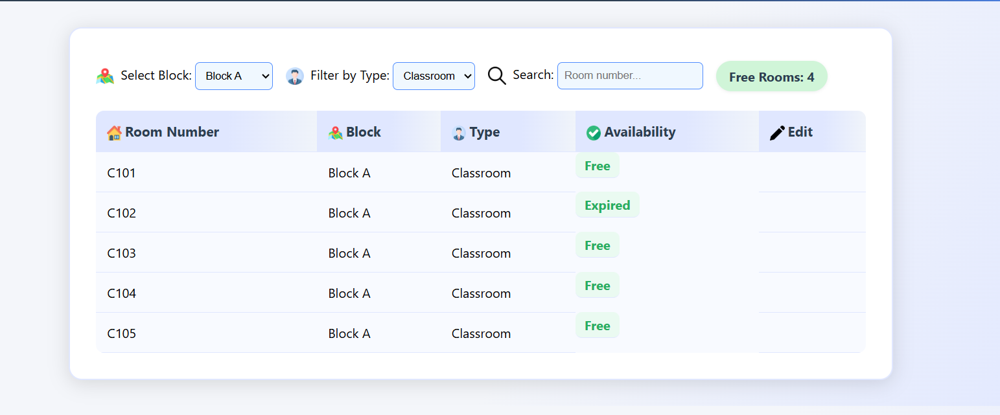 Select Block: Block A Filter by Type: Classroom Search: Room number... Free Rooms: 4
Room Number Block Type Availability Edit
C101 Block A Classroom Free
C102 Block A Classroom Expired
C103 Block A Classroom Free
C104 Block A Classroom Free
C105 Block A Classroom Free